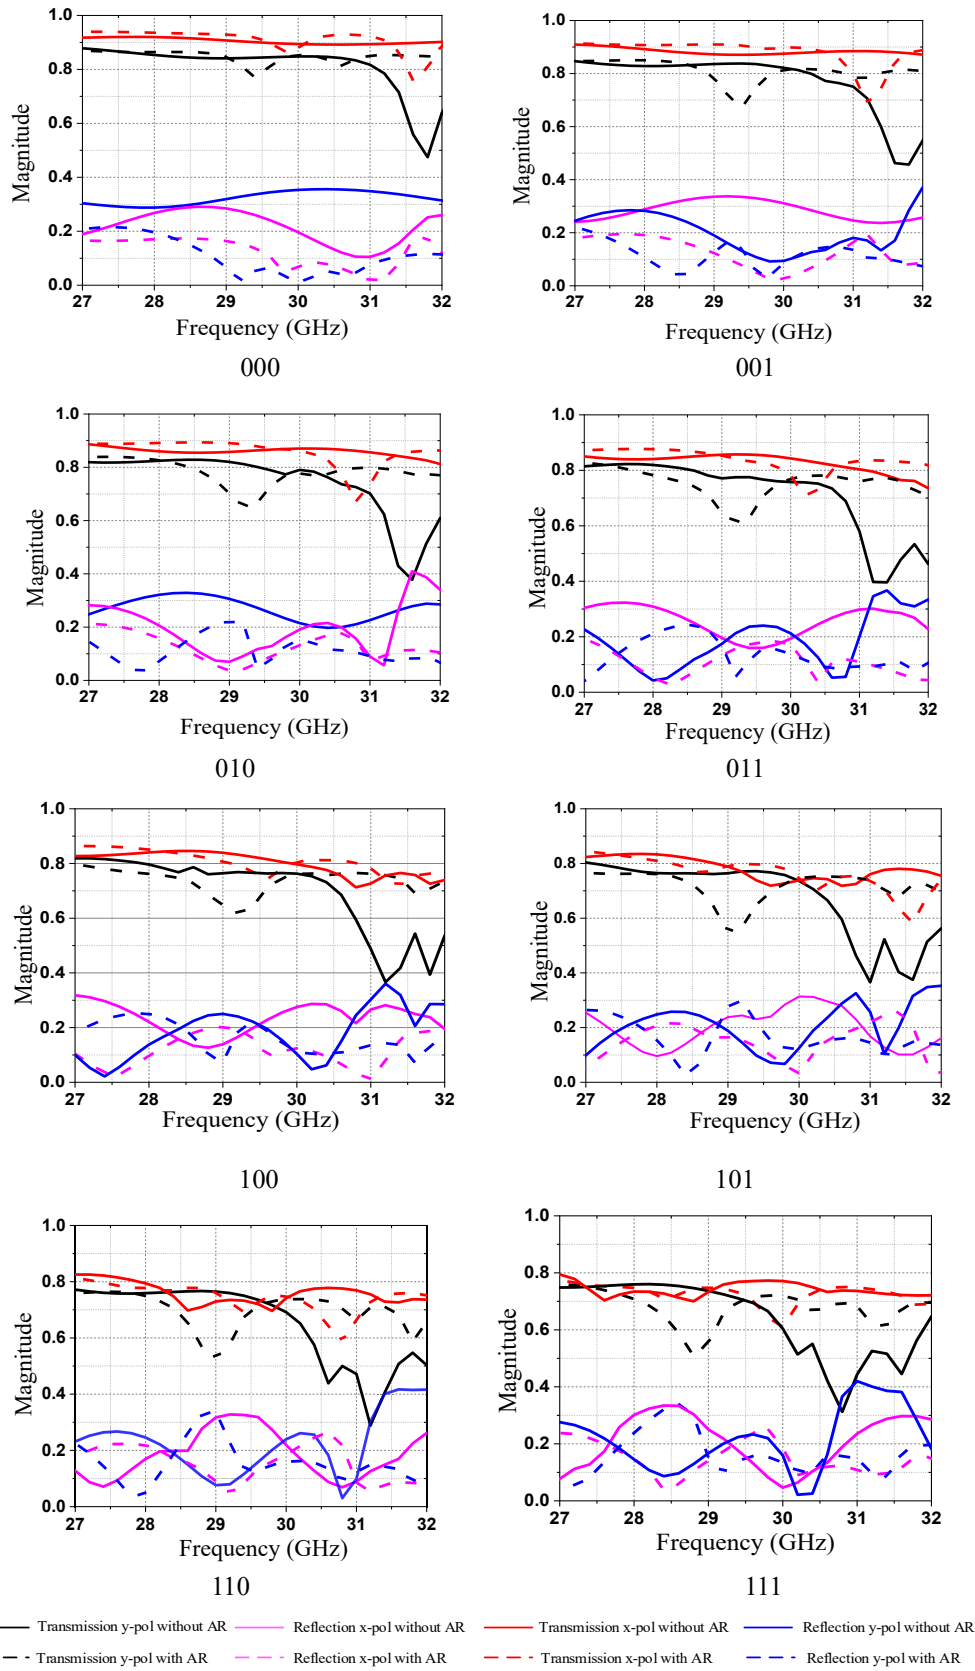 1.0
0.8
0.6
0.4
0.2
0.0
Magnitude
27 28 29 30 31 32
Frequency (GHz)
000
1.0
0.8
0.6
0.4
0.2
0.0
Magnitude
27 28 29 30 31 32
Frequency (GHz)
001
1.0
0.8
0.6
0.4
0.2
0.0
Magnitude
27 28 29 30 31 32
Frequency (GHz)
010
1.0
0.8
0.6
0.4
0.2
0.0
Magnitude
27 28 29 30 31 32
Frequency (GHz)
011
1.0
0.8
0.6
0.4
0.2
0.0
Magnitude
27 28 29 30 31 32
Frequency (GHz)
100
1.0
0.8
0.6
0.4
0.2
0.0
Magnitude
27 28 29 30 31 32
Frequency (GHz)
101
1.0
0.8
0.6
0.4
0.2
0.0
Magnitude
27 28 29 30 31 32
Frequency (GHz)
110
1.0
0.8
0.6
0.4
0.2
0.0
Magnitude
27 28 29 30 31 32
Frequency (GHz)
111
Transmission y-pol without AR Reflection x-pol without AR Transmission x-pol without AR Reflection y-pol without AR
Transmission y-pol with AR Reflection x-pol with AR Transmission x-pol with AR Reflection y-pol with AR